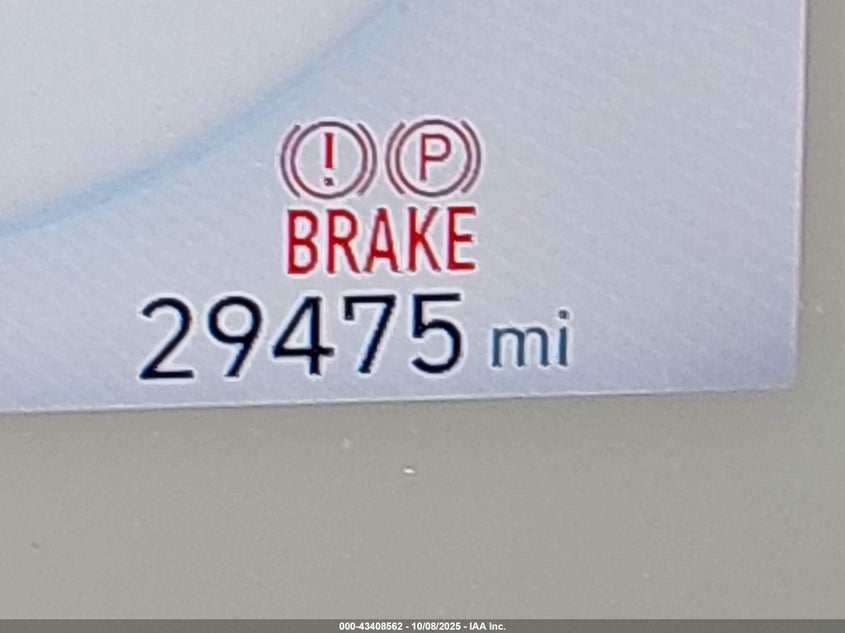 ! P
BRAKE
29475 mi
000-43408562 - 10/08/2025 - IAA Inc.